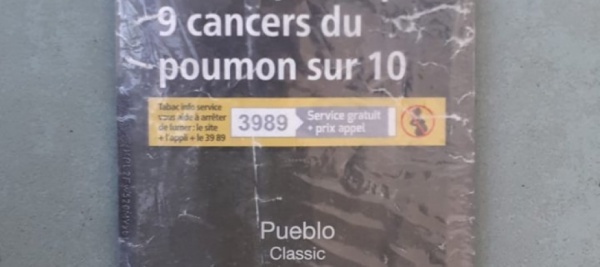 9 cancers du
poumon sur 10
Tabac info service
vous aide à arrêter
de fumer : le site
+ l'appli + le 39 89
3989
Service gratuit
+ prix appel
Pueblo
Classic